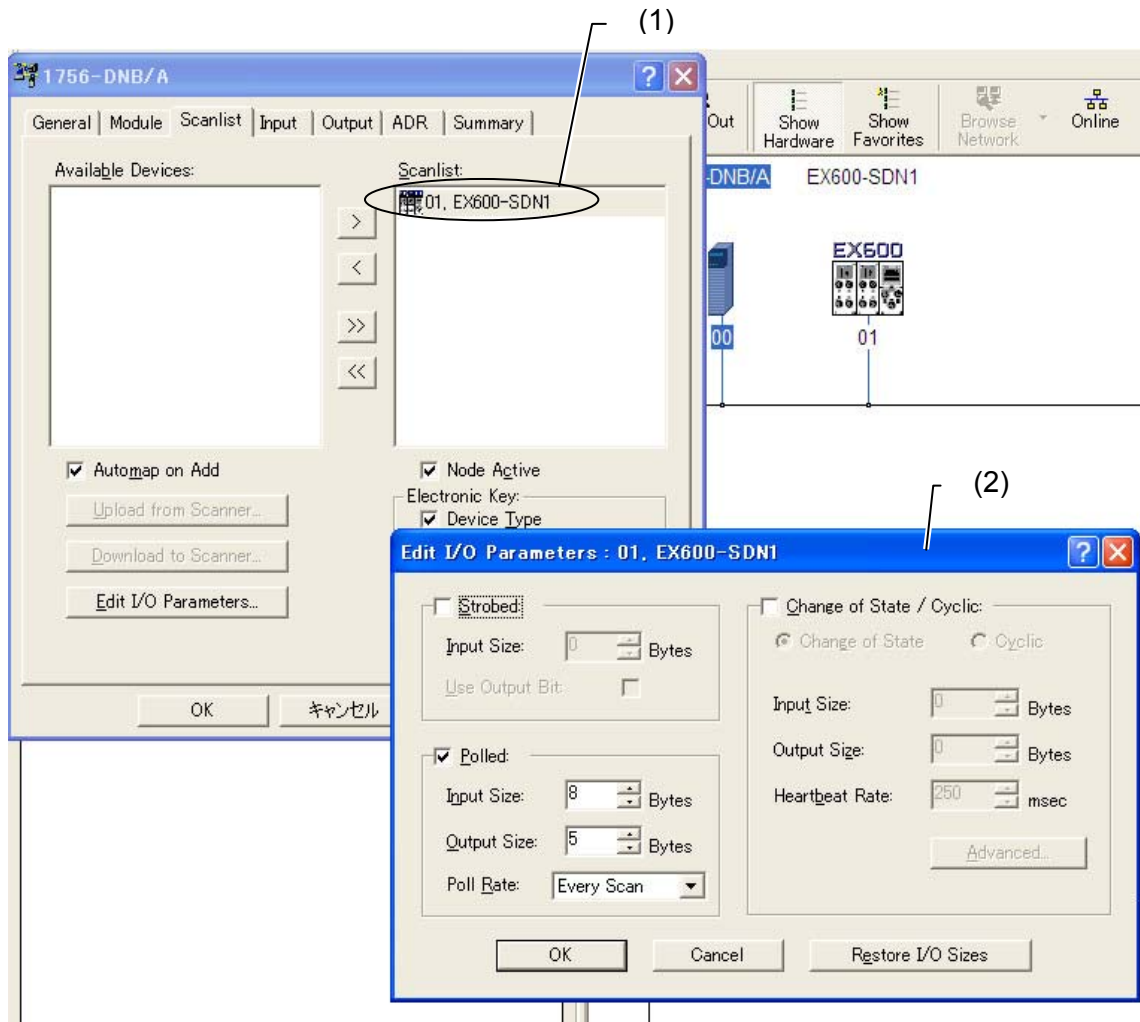 (1)
1756-DNB/A
General Module Scanlist Input Output ADR Summary
Available Devices:
Scanlist:
01, EX600-SDN1
>
<
>>
<<
Automap on Add
Node Active
Upload from Scanner...
Electronic Key:
Device Type
Download to Scanner...
Edit I/O Parameters...
OK
キャンセル
Out
Show Hardware
Show Favorites
Browse Network
Online
-DNB/A
EX600-SDN1
EX600
00
01
(2)
Edit I/O Parameters : 01, EX600-SDN1
Strobed:
Input Size: 0 Bytes
Use Output Bit:
Polled:
Input Size: 8 Bytes
Output Size: 5 Bytes
Poll Rate: Every Scan
Change of State / Cyclic:
Change of State Cyclic
Input Size: 0 Bytes
Output Size: 0 Bytes
Heartbeat Rate: 250 msec
Advanced...
OK
Cancel
Restore I/O Sizes